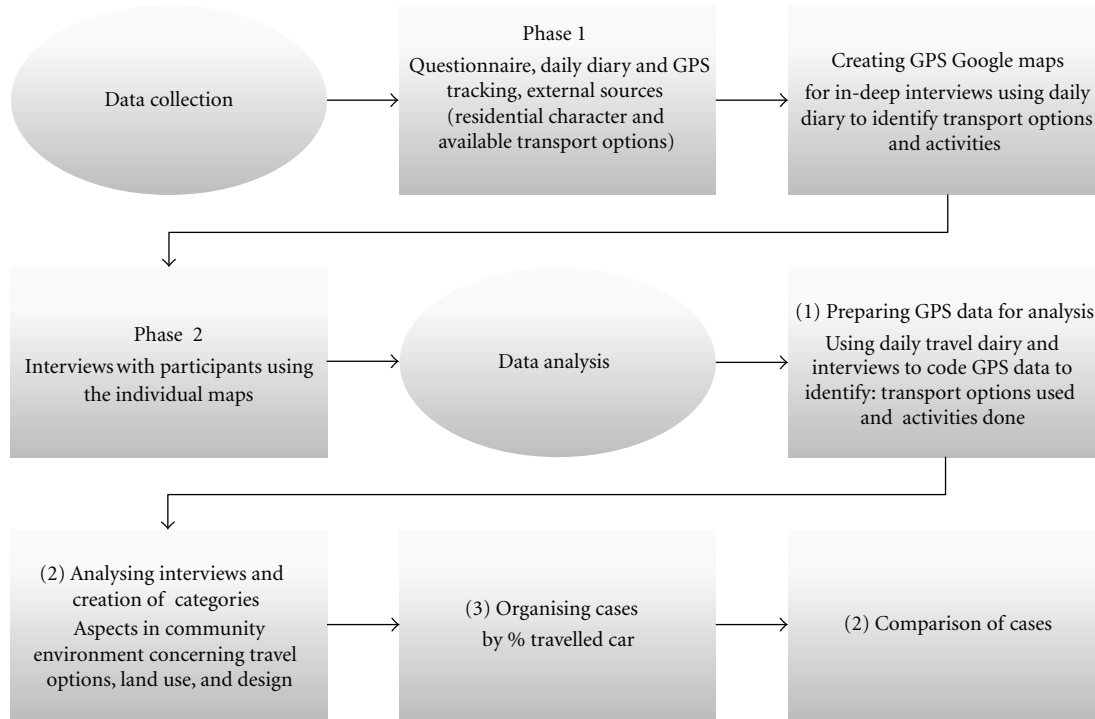 Data collection
Phase 1
Questionnaire, daily diary and GPS
tracking, external sources
(residential character and
available transport options)
Creating GPS Google maps
for in-deep interviews using daily
diary to identify transport options
and activities
Phase 2
Interviews with participants using
the individual maps
Data analysis
(1) Preparing GPS data for analysis
Using daily travel dairy and
interviews to code GPS data to
identify: transport options used
and activities done
(2) Analysing interviews and
creation of categories
Aspects in community
environment concerning travel
options, land use, and design
(3) Organising cases
by % travelled car
(2) Comparison of cases